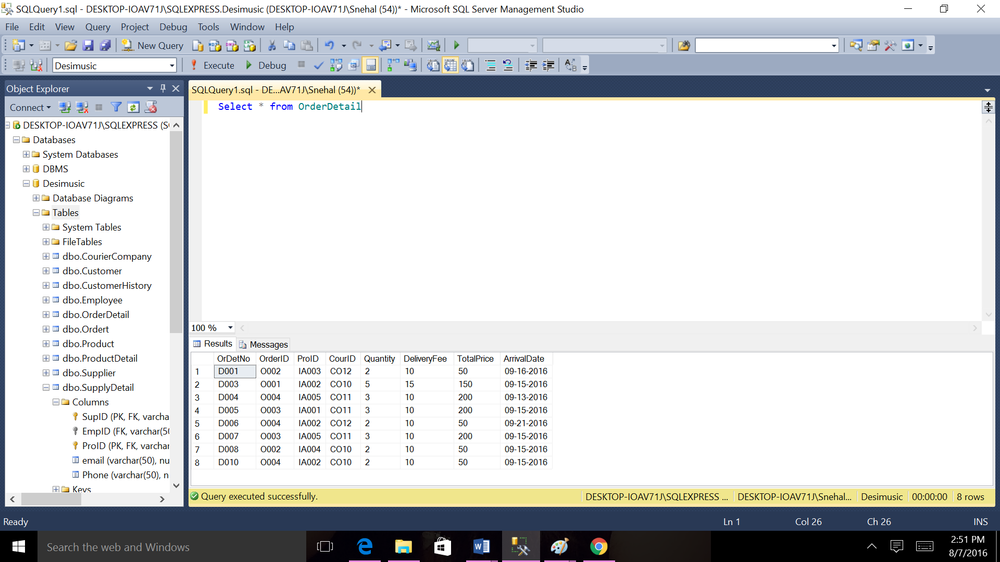 SQLQuery1.sql - DESKTOP-IOAV71J\SQLEXPRESS.Desimusic (DESKTOP-IOAV71J\Snehal (54))* - Microsoft SQL Server Management Studio
File Edit View Query Project Debug Tools Window Help
New Query
Desimusic Execute Debug
Object Explorer
SQLQuery1.sql - DE...AV71J\Snehal (54))*
Connect
Select * from OrderDetail
DESKTOP-IOAV71J\SQLEXPRESS (S
Databases
System Databases
DBMS
Desimusic
Database Diagrams
Tables
System Tables
FileTables
dbo.CourierCompany
dbo.Customer
dbo.CustomerHistory
dbo.Employee
dbo.OrderDetail
dbo.Ordert
dbo.Product
dbo.ProductDetail
dbo.Supplier
dbo.SupplyDetail
Columns
SupID (PK, FK, varcha
EmpID (FK, varchar(50
ProID (PK, FK, varchar
email (varchar(50), nu
Phone (varchar(50), n
Keys
100 %
Results Messages
OrDetNo OrderID ProID CourID Quantity DeliveryFee TotalPrice ArrivalDate
1 D001 O002 IA003 CO12 2 10 50 09-16-2016
2 D003 O001 IA002 CO10 5 15 150 09-15-2016
3 D004 O004 IA005 CO11 3 10 200 09-13-2016
4 D005 O003 IA001 CO11 3 10 200 09-15-2016
5 D006 O004 IA002 CO12 2 10 50 09-21-2016
6 D007 O003 IA005 CO11 3 10 200 09-15-2016
7 D008 O002 IA004 CO10 2 10 50 09-15-2016
8 D010 O004 IA002 CO10 2 10 50 09-15-2016
Query executed successfully. DESKTOP-IOAV71J\SQLEXPRESS ... DESKTOP-IOAV71J\Snehal... Desimusic 00:00:00 8 rows
Ready Ln 1 Col 26 Ch 26 INS
Search the web and Windows
2:51 PM
8/7/2016